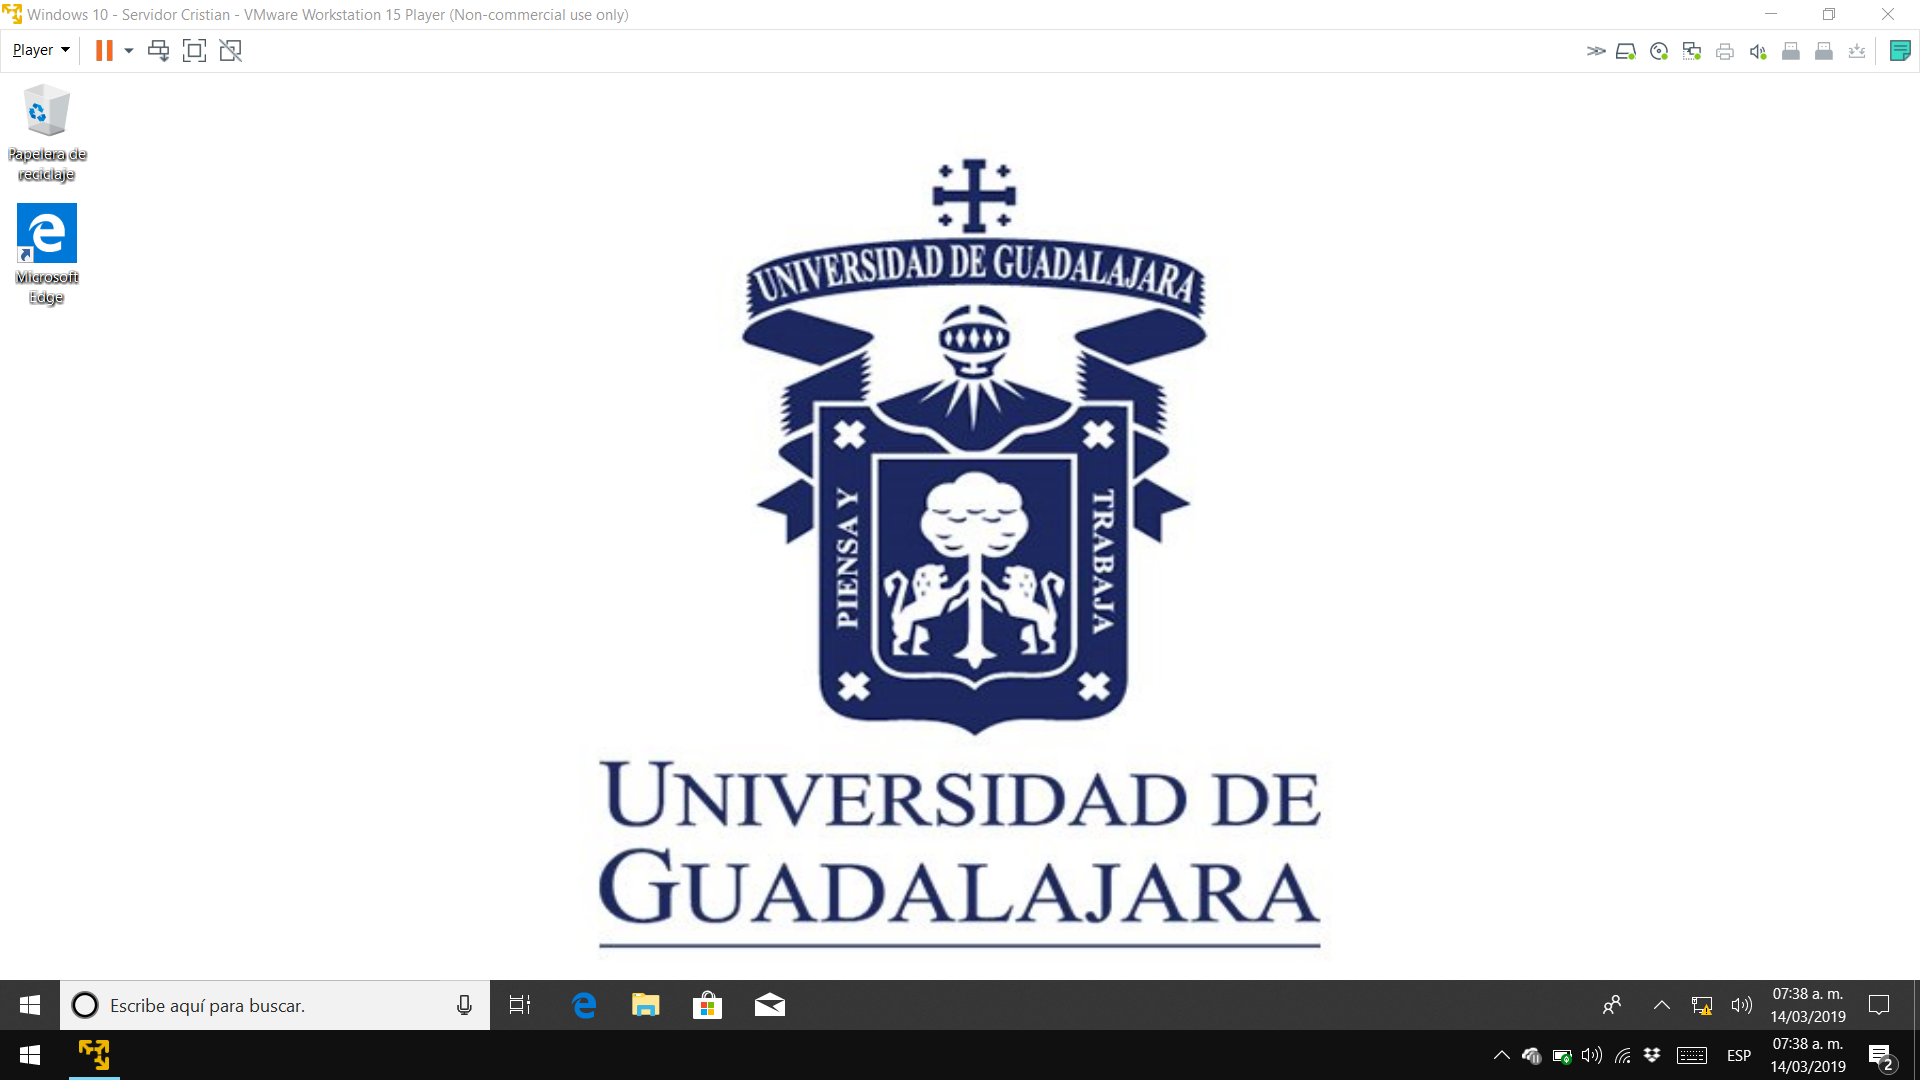 Windows 10 - Servidor Cristian - VMware Workstation 15 Player (Non-commercial use only)
Player
Papelera de
reciclaje
Microsoft
Edge
UNIVERSIDAD DE GUADALAJARA
PIENSA Y
TRABAJA
UNIVERSIDAD DE
GUADALAJARA
Escribe aquí para buscar.
07:38 a. m.
14/03/2019
ESP
07:38 a. m.
14/03/2019
2